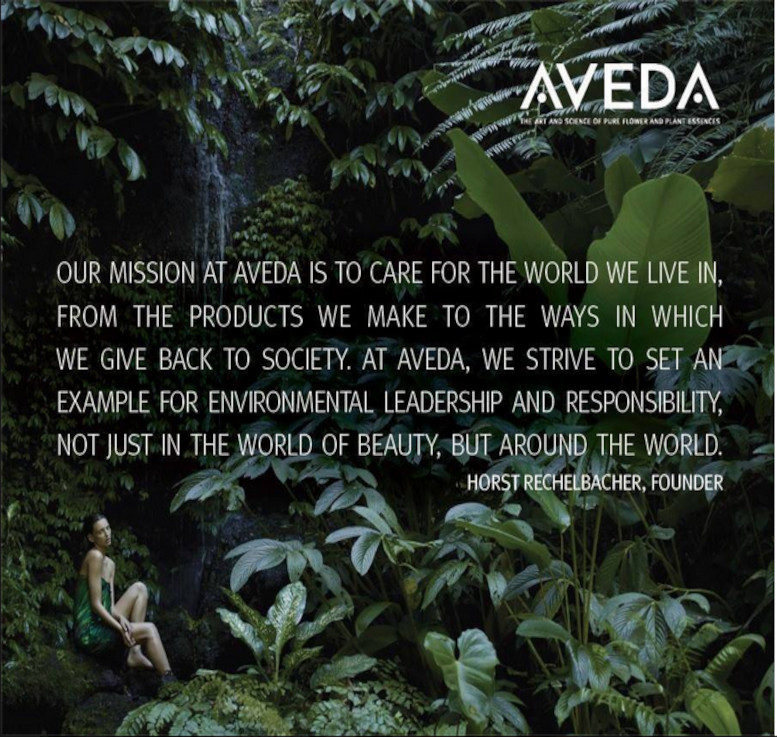 AVEDA
THE ART AND SCIENCE OF PURE FLOWER AND PLANT ESSENCES
OUR MISSION AT AVEDA IS TO CARE FOR THE WORLD WE LIVE IN,
FROM THE PRODUCTS WE MAKE TO THE WAYS IN WHICH
WE GIVE BACK TO SOCIETY. AT AVEDA, WE STRIVE TO SET AN
EXAMPLE FOR ENVIRONMENTAL LEADERSHIP AND RESPONSIBILITY,
NOT JUST IN THE WORLD OF BEAUTY, BUT AROUND THE WORLD.
HORST RECHELBACHER, FOUNDER